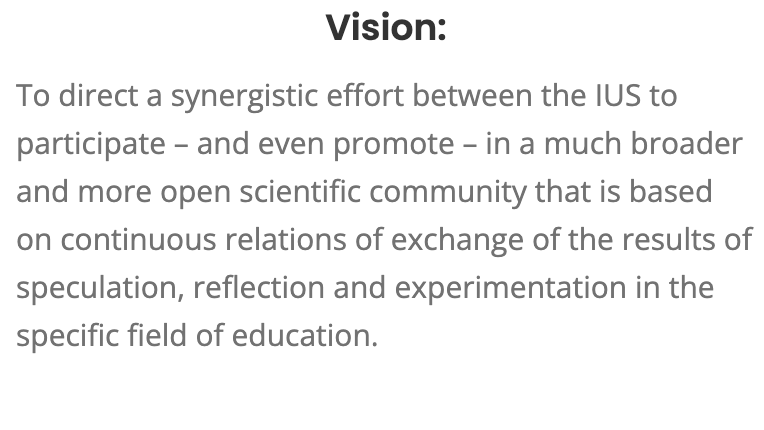 Vision:
To direct a synergistic effort between the IUS to
participate – and even promote – in a much broader
and more open scientific community that is based
on continuous relations of exchange of the results of
speculation, reflection and experimentation in the
specific field of education.